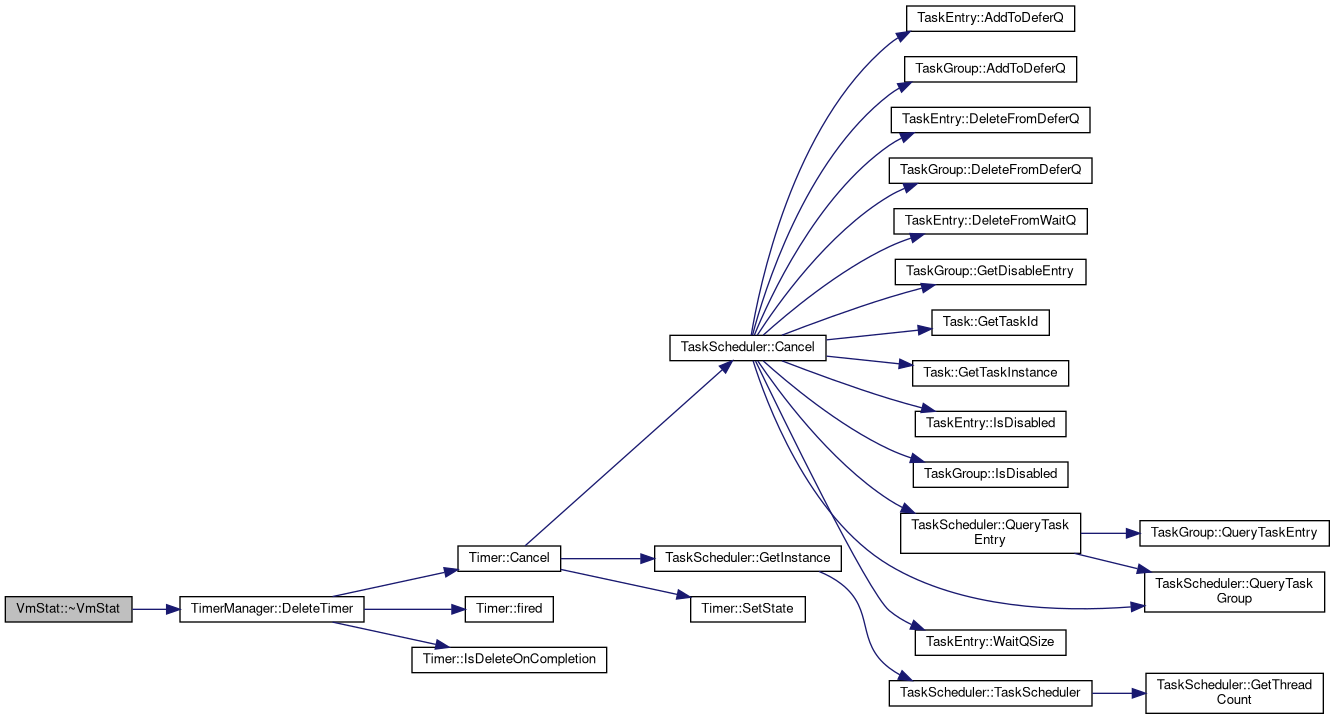 TaskEntry::AddToDeferQ
TaskGroup::AddToDeferQ
TaskEntry::DeleteFromDeferQ
TaskGroup::DeleteFromDeferQ
TaskEntry::DeleteFromWaitQ
TaskGroup::GetDisableEntry
Task::GetTaskId
TaskScheduler::Cancel
Task::GetTaskInstance
TaskEntry::IsDisabled
TaskGroup::IsDisabled
TaskScheduler::QueryTask
Entry
TaskGroup::QueryTaskEntry
Timer::Cancel
TaskScheduler::GetInstance
TaskScheduler::QueryTask
Group
VmStat::~VmStat
TimerManager::DeleteTimer
Timer::fired
Timer::SetState
TaskEntry::WaitQSize
Timer::IsDeleteOnCompletion
TaskScheduler::TaskScheduler
TaskScheduler::GetThread
Count